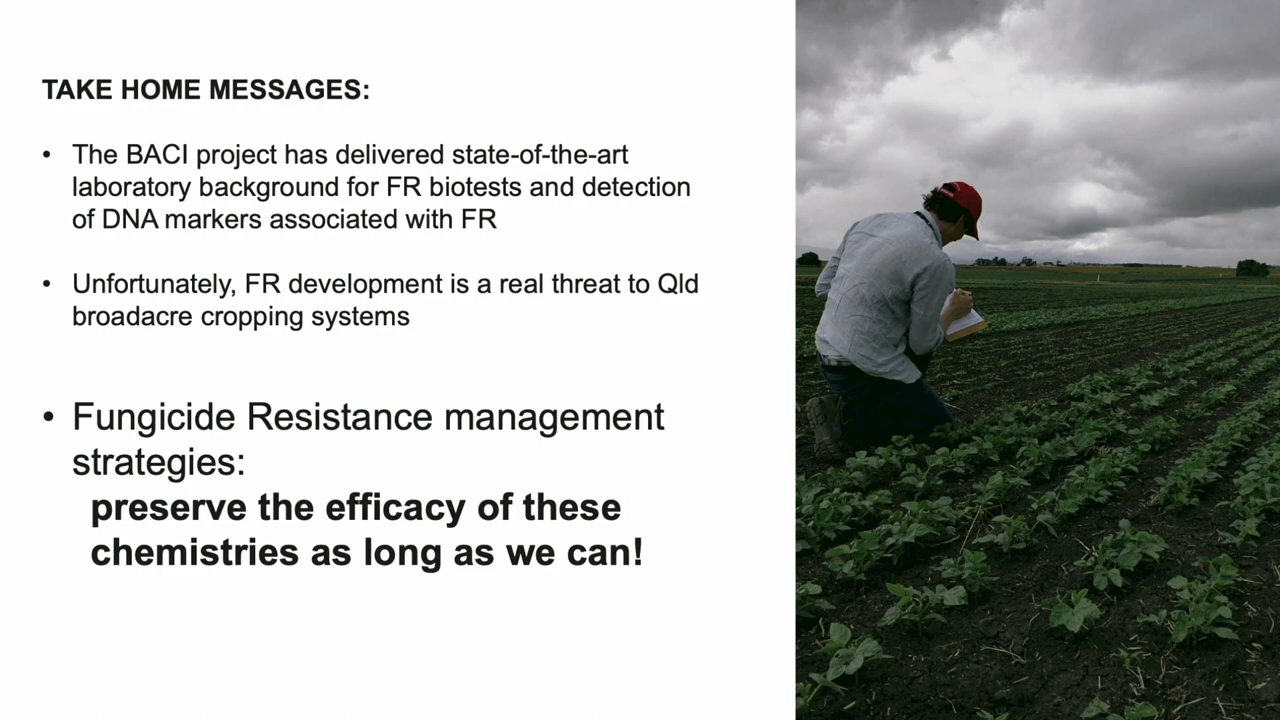 TAKE HOME MESSAGES:
• The BACI project has delivered state-of-the-art
laboratory background for FR biotests and detection
of DNA markers associated with FR
• Unfortunately, FR development is a real threat to Qld
broadacre cropping systems
• Fungicide Resistance management
strategies:
preserve the efficacy of these
chemistries as long as we can!